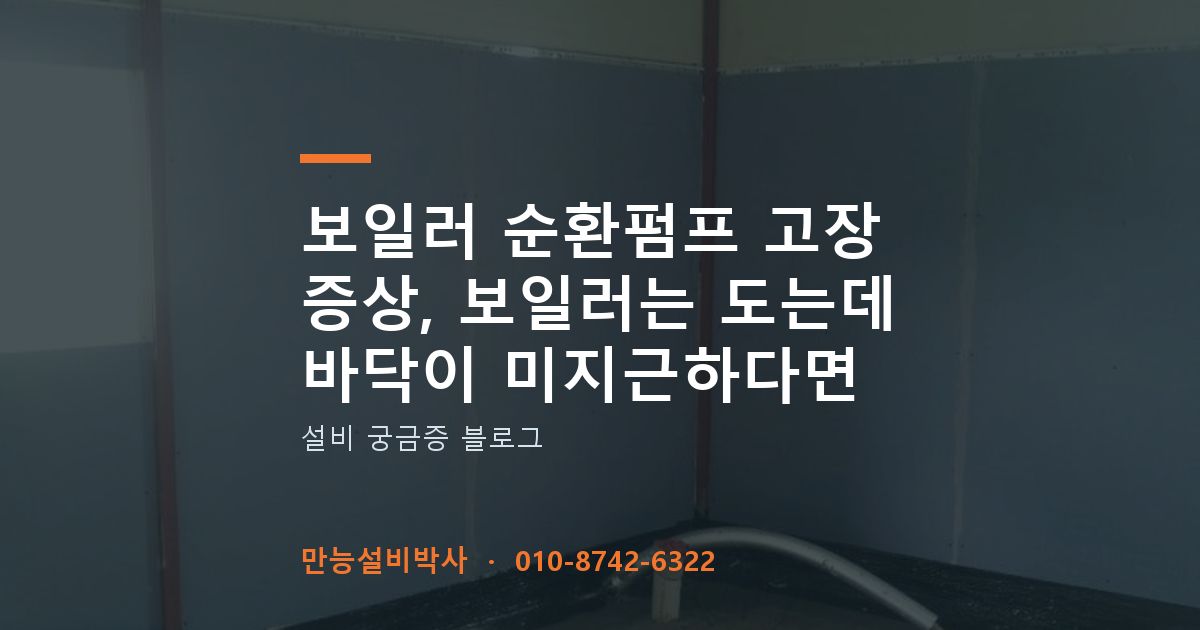 보일러 순환펌프 고장
증상, 보일러는 도는데
바닥이 미지근하다면
설비 궁금증 블로그
만능설비박사 · 010-8742-6322